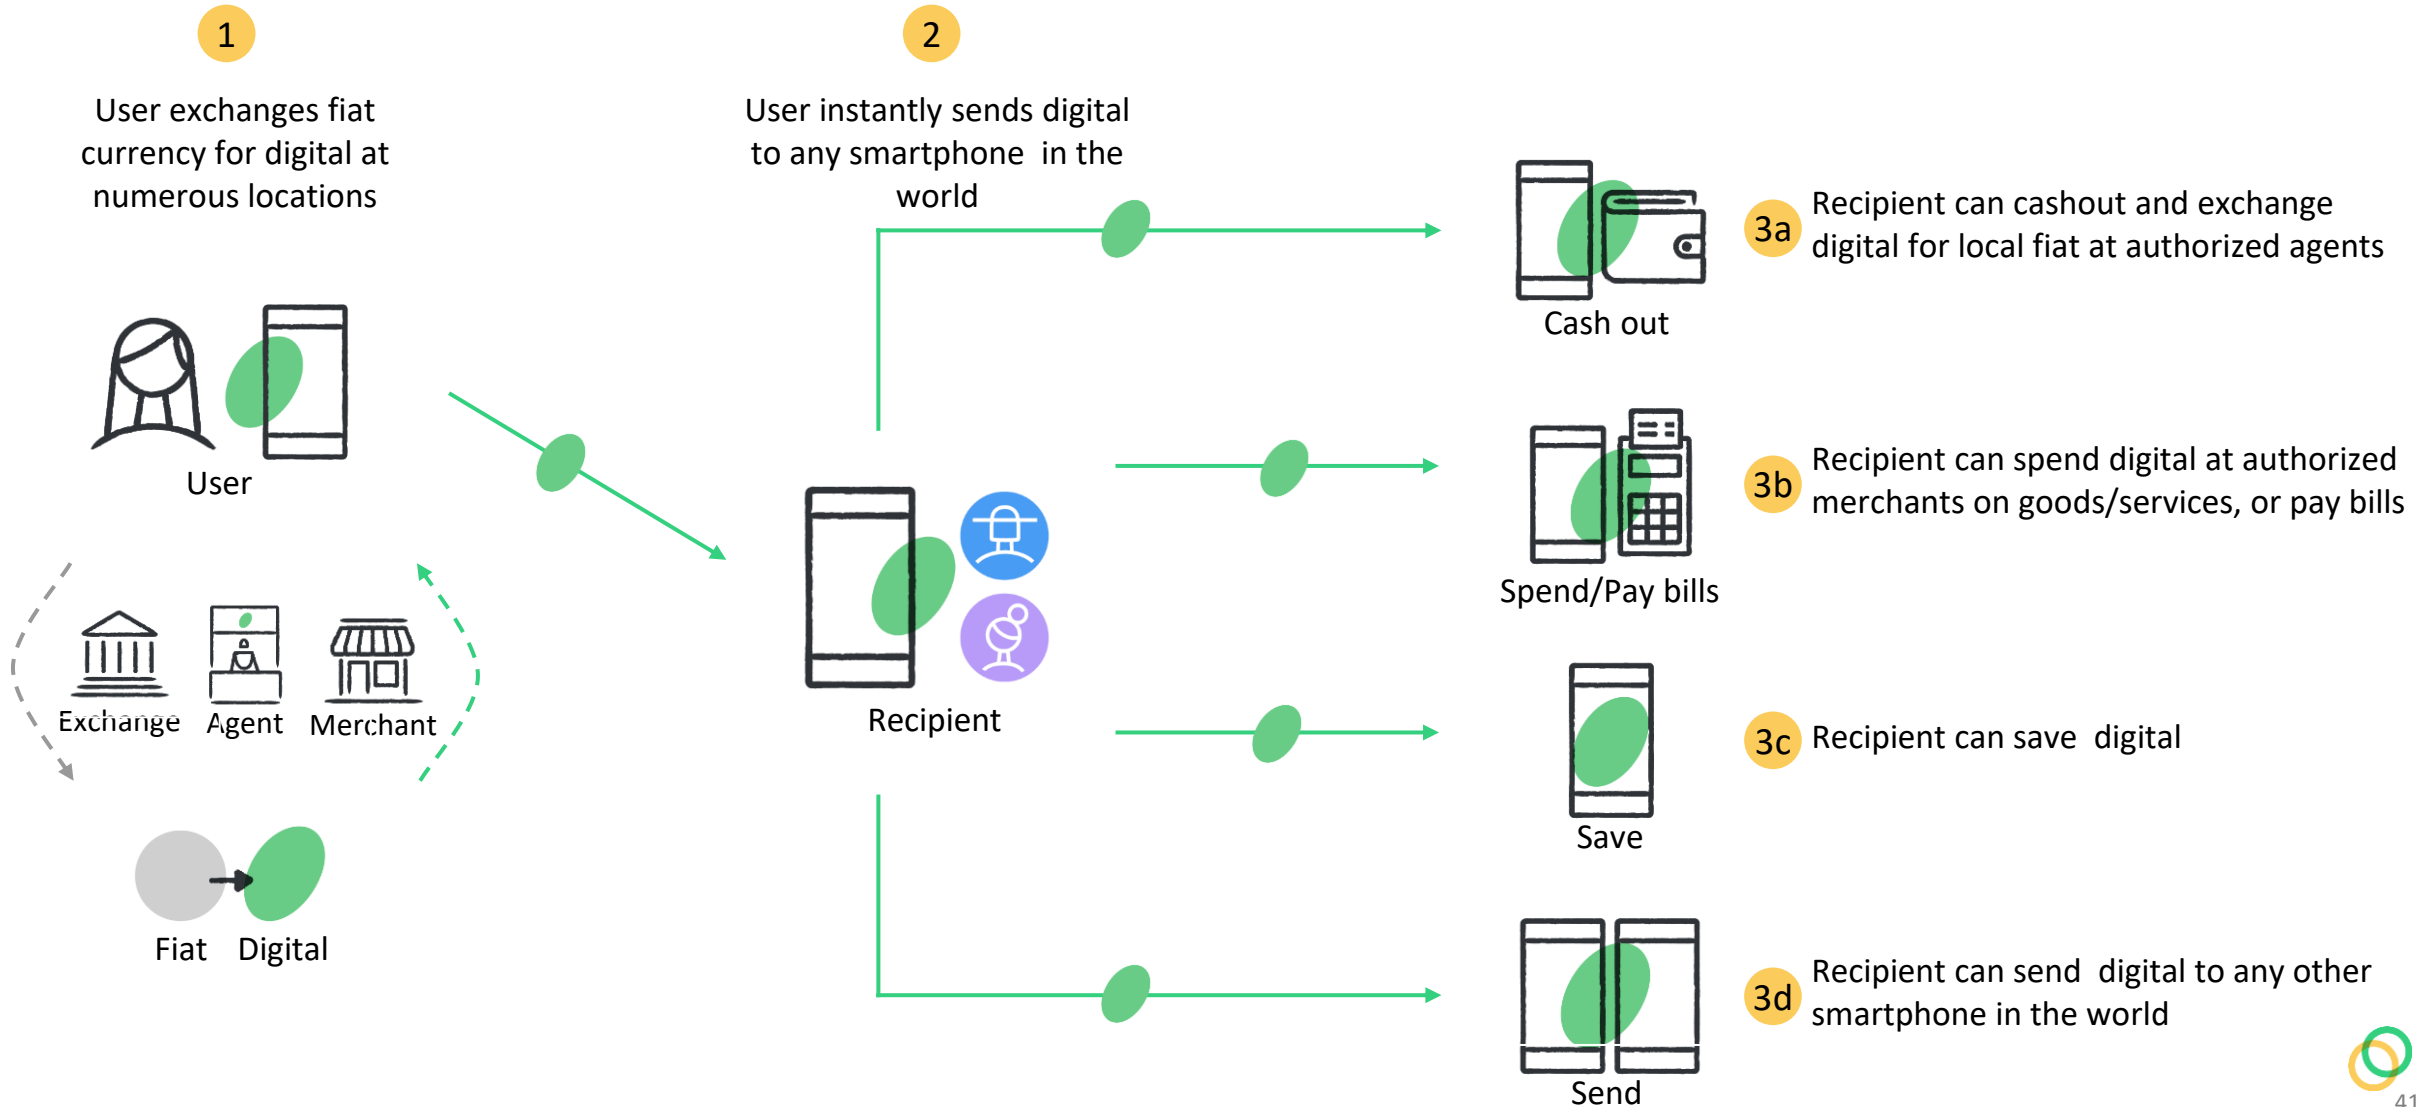 1
User exchanges fiat
currency for digital at
numerous locations
User
Exchange
Agent
Merchant
Fiat
Digital
2
User instantly sends digital
to any smartphone in the
world
Recipient
Cash out
3a
Recipient can cashout and exchange
digital for local fiat at authorized agents
Spend/Pay bills
3b
Recipient can spend digital at authorized
merchants on goods/services, or pay bills
Save
3c
Recipient can save digital
Send
3d
Recipient can send digital to any other
smartphone in the world
41